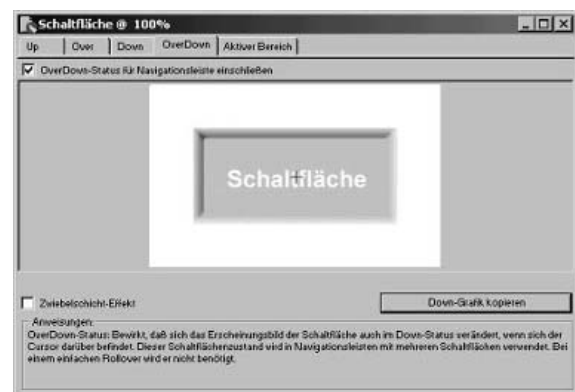 Schaltfläche @ 100%
Up Over Down OverDown Aktiver Bereich
OverDown-Status für Navigationsleiste einschließen
Schaltfläche
Zwiebelschicht-Effekt
Down-Grafik kopieren
Anweisungen:
OverDown-Status: Bewirkt, daß sich das Erscheinungsbild der Schaltfläche auch im Down-Status verändert, wenn sich der
Cursor darüber befindet. Dieser Schaltflächenzustand wird in Navigationsleisten mit mehreren Schaltflächen verwendet. Bei
einem einfachen Rollover wird er nicht benötigt.